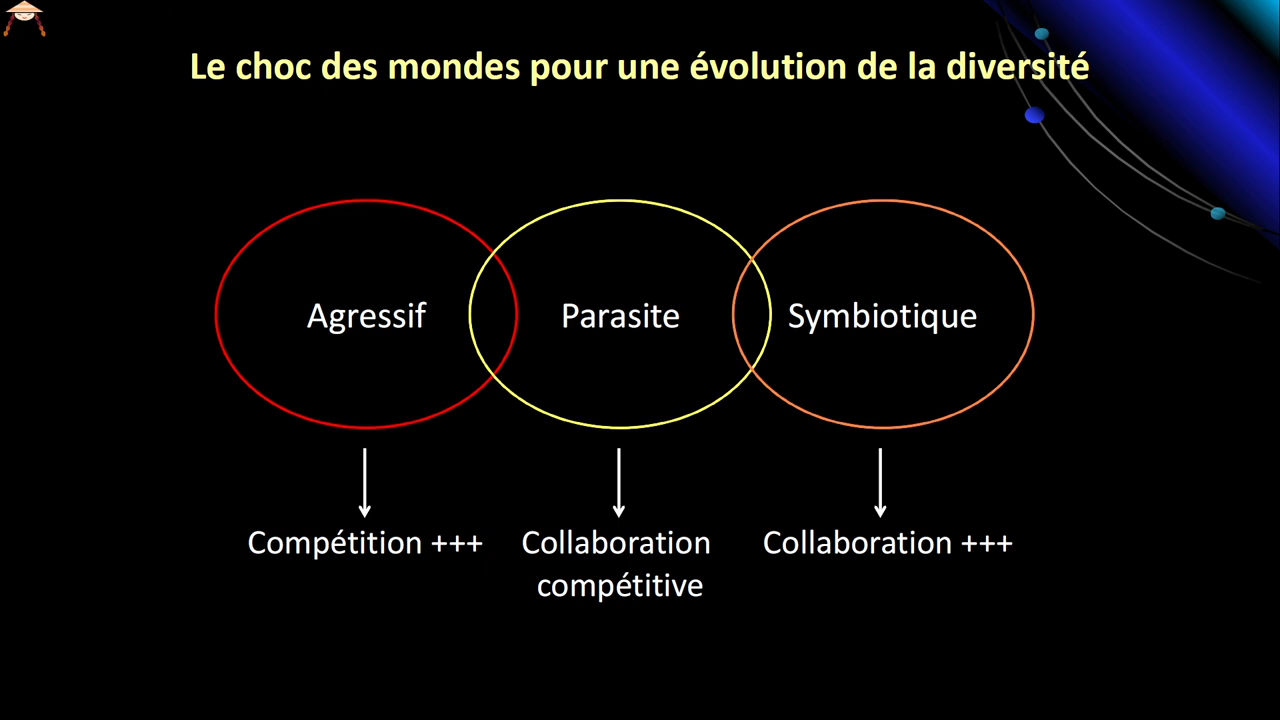 Le choc des mondes pour une évolution de la diversité
Agressif
Parasite
Symbiotique
Compétition +++
Collaboration
compétitive
Collaboration +++